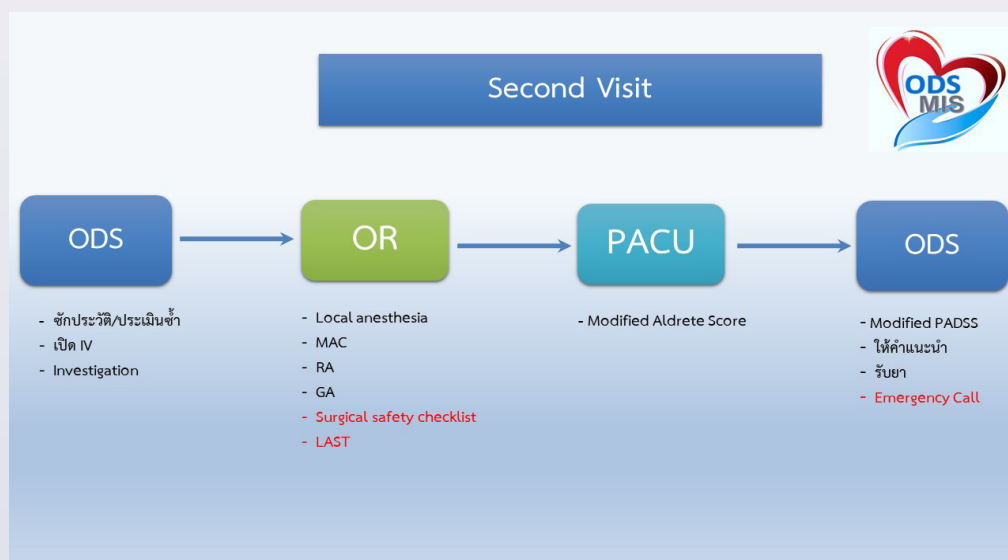 Second Visit
ODS
MIS
ODS
- ซักประวัติ/ประเมินซ้ำ
- เปิด IV
- Investigation
OR
- Local anesthesia
- MAC
- RA
- GA
- Surgical safety checklist
- LAST
PACU
- Modified Aldrete Score
ODS
- Modified PADSS
- ให้คำแนะนำ
- รับยา
- Emergency Call